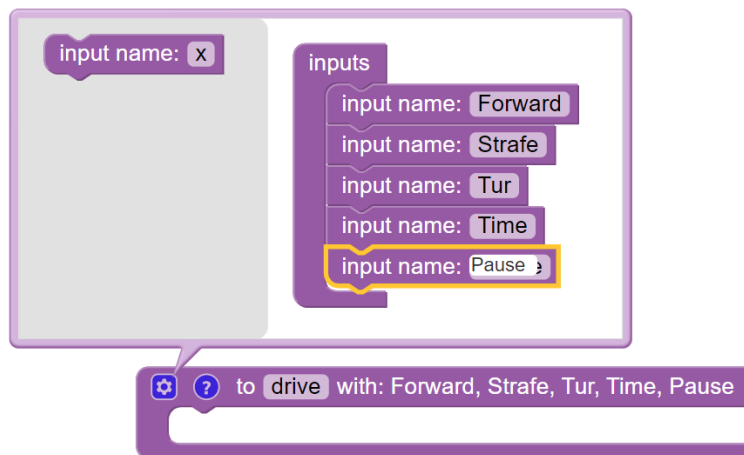 input name: x
inputs
input name: Forward
input name: Strafe
input name: Tur
input name: Time
input name: Pause
? to drive with: Forward, Strafe, Tur, Time, Pause